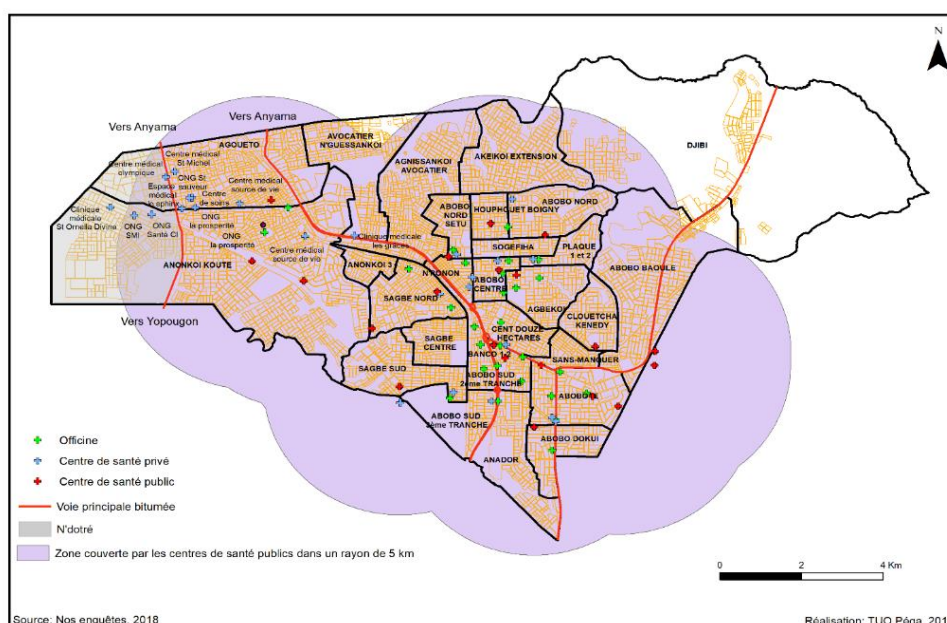 N
Vers Anyama
Vers Anyama
AGOUETO
AVOCATIER
N'GUESSANKOI
AGNISSANKOI
AVOCATIER
AKEIKOI EXTENSION
DJIBI
Centre médical
St Michel
Centre médical
olympique
ONG St
sauveur
Centre médical
source de vie
Espace
médical
Centre
de soins
Clinique
médicale
St Ornella Divine
ONG
SMI
ONG
Santé CI
ONG
la prospérité
ONG
la prospérité
Centre médical
source de vie
Clinique médicale
les grâces
ABOBO
NORD
SETU
HOUPHOUET BOIGNY
ABOBO NORD
SOGEFIHA
PLAQUE
1 et 2
ABOBO BAOULE
ANONKOI KOUTE
ANONKOI 3
N'PONON
ABOBO
CENTRE
SAGBE NORD
AGBEKOI
CLOUETCHA
KENEDY
CENT DOUZE
HECTARES
Vers Yopougon
SAGBE
CENTRE
BANCO 1-2
SANS-MANQUER
SAGBE SUD
ABOBO SUD
2ème TRANCHE
ABOBO SUD
3ème TRANCHE
ABOBO DOKUI
ANADOR
Officine
Centre de santé privé
Centre de santé public
Voie principale bitumée
N'dotré
Zone couverte par les centres de santé publics dans un rayon de 5 km
0 2 4 Km
Source: Nos enquêtes, 2018
Réalisation: TUO Péga, 201